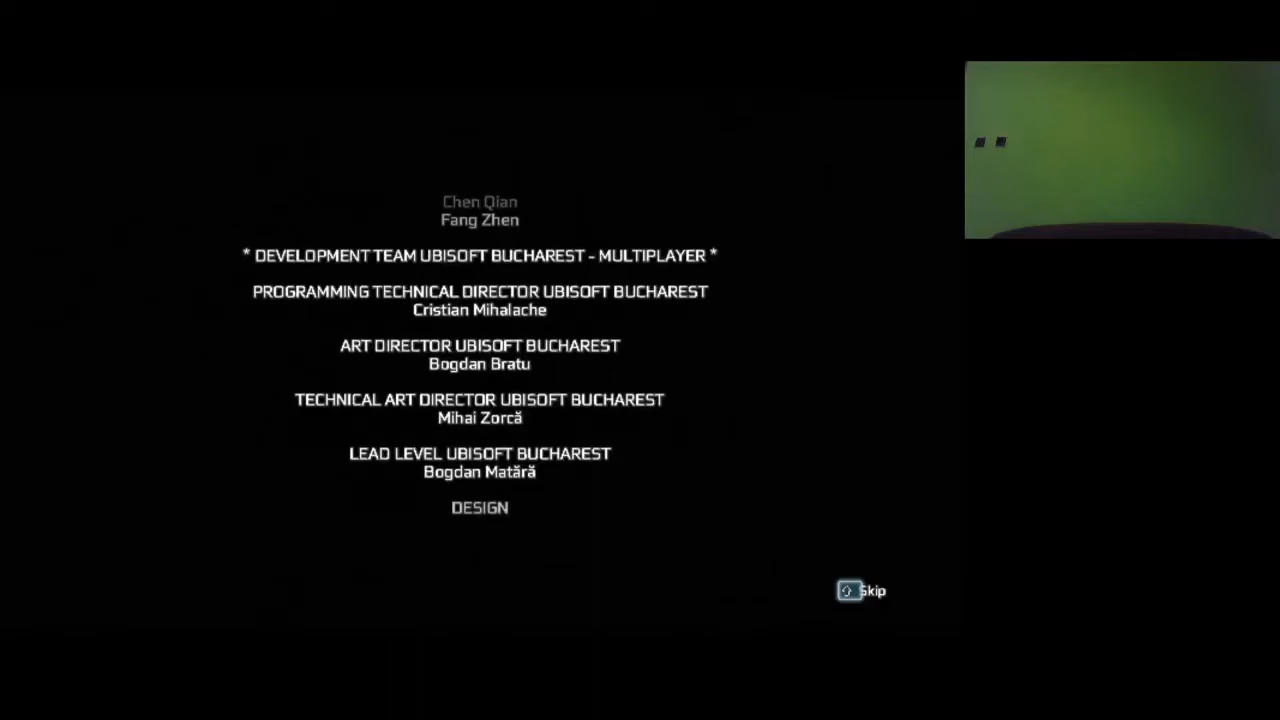 Chen Qian
Fang Zhen
* DEVELOPMENT TEAM UBISOFT BUCHAREST - MULTIPLAYER *
PROGRAMMING TECHNICAL DIRECTOR UBISOFT BUCHAREST
Cristian Mihalache
ART DIRECTOR UBISOFT BUCHAREST
Bogdan Bratu
TECHNICAL ART DIRECTOR UBISOFT BUCHAREST
Mihai Zorcă
LEAD LEVEL UBISOFT BUCHAREST
Bogdan Matără
DESIGN
Skip